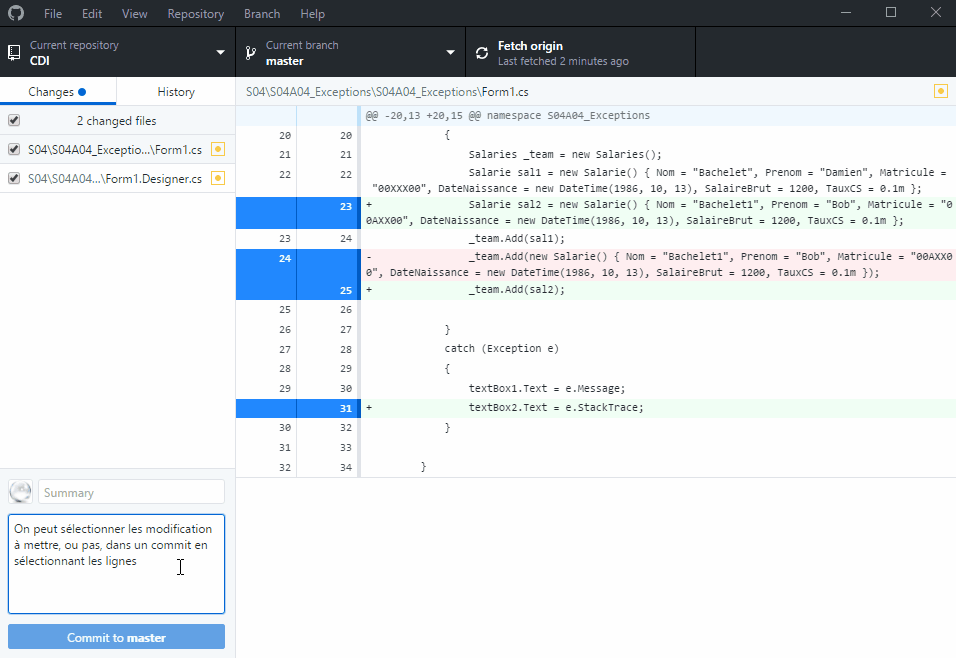 File Edit View Repository Branch Help
Current repository
CDI
Current branch
master
Fetch origin
Last fetched 2 minutes ago
Changes History
S04\S04A04_Exceptions\S04A04_Exceptions\Form1.cs
2 changed files
S04\S04A04_Exceptio...\Form1.cs
S04\S04A04...\Form1.Designer.cs
@@ -20,13 +20,15 @@ namespace S04A04_Exceptions
20 20 {
21 21 Salaries _team = new Salaries();
22 22 Salarie sal1 = new Salarie() { Nom = "Bachelet", Prenom = "Damien", Matricule =
"00XXX00", DateNaissance = new DateTime(1986, 10, 13), SalaireBrut = 1200, TauxCS = 0.1m };
23 + Salarie sal2 = new Salarie() { Nom = "Bachelet1", Prenom = "Bob", Matricule = "0
0AXX00", DateNaissance = new DateTime(1986, 10, 13), SalaireBrut = 1200, TauxCS = 0.1m };
23 24 _team.Add(sal1);
24 - _team.Add(new Salarie() { Nom = "Bachelet1", Prenom = "Bob", Matricule = "00AXX0
0", DateNaissance = new DateTime(1986, 10, 13), SalaireBrut = 1200, TauxCS = 0.1m });
25 + _team.Add(sal2);
25 26
26 27 }
27 28 catch (Exception e)
28 29 {
29 30 textBox1.Text = e.Message;
31 + textBox2.Text = e.StackTrace;
30 32 }
31 33
32 34 }
Summary
On peut sélectionner les modification
à mettre, ou pas, dans un commit en
sélectionnant les lignes
Commit to master